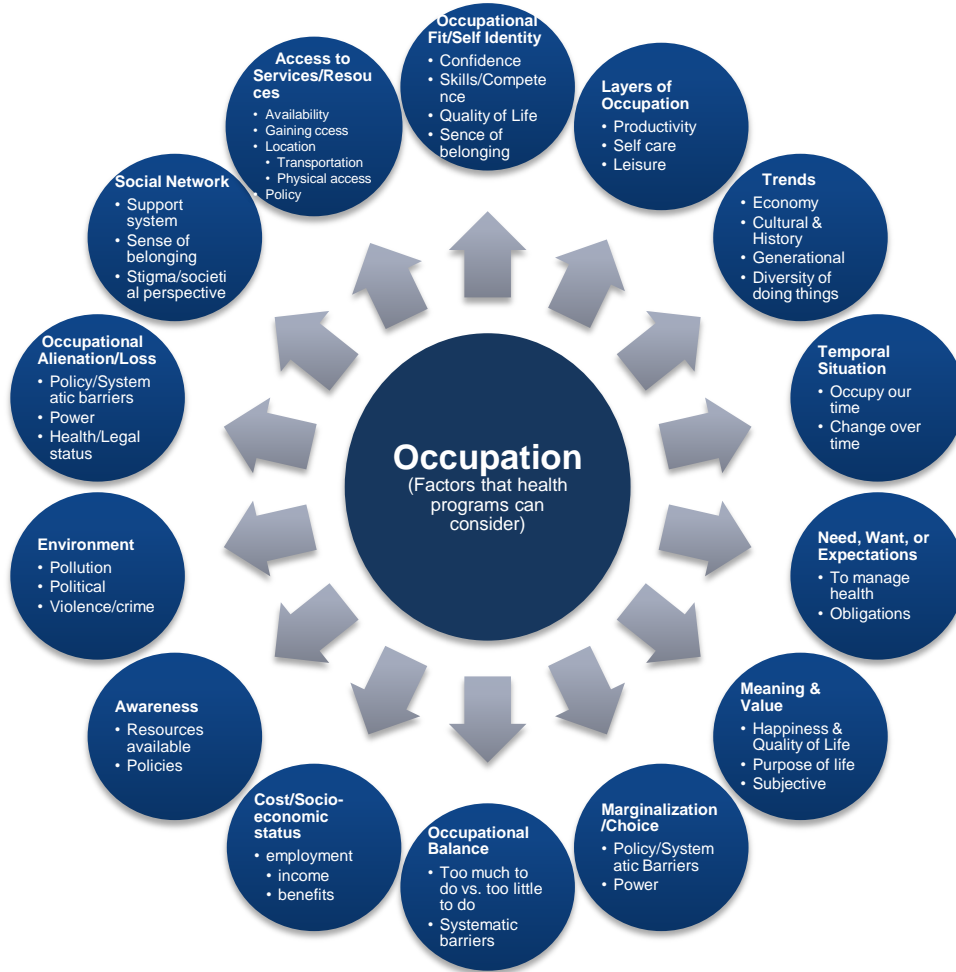 Occupational
Fit/Self Identity
• Confidence
• Skills/Compete
nce
• Quality of Life
• Sence of
belonging
Layers of
Occupation
• Productivity
• Self care
• Leisure
Trends
• Economy
• Cultural &
History
• Generational
• Diversity of
doing things
Temporal
Situation
• Occupy our
time
• Change over
time
Need, Want, or
Expectations
• To manage
health
• Obligations
Meaning &
Value
• Happiness &
Quality of Life
• Purpose of life
• Subjective
Marginalization
/Choice
• Policy/System
atic Barriers
• Power
Occupational
Balance
• Too much to
do vs. too little
to do
• Systematic
barriers
Cost/Socio-
economic
status
• employment
• income
• benefits
Awareness
• Resources
available
• Policies
Environment
• Pollution
• Political
• Violence/crime
Occupational
Alienation/Loss
• Policy/System
atic barriers
• Power
• Health/Legal
status
Social Network
• Support
system
• Sense of
belonging
• Stigma/societi
al perspective
Access to
Services/Resou
ces
• Availability
• Gaining ccess
• Location
• Transportation
• Physical access
• Policy
Occupation
(Factors that health
programs can
consider)